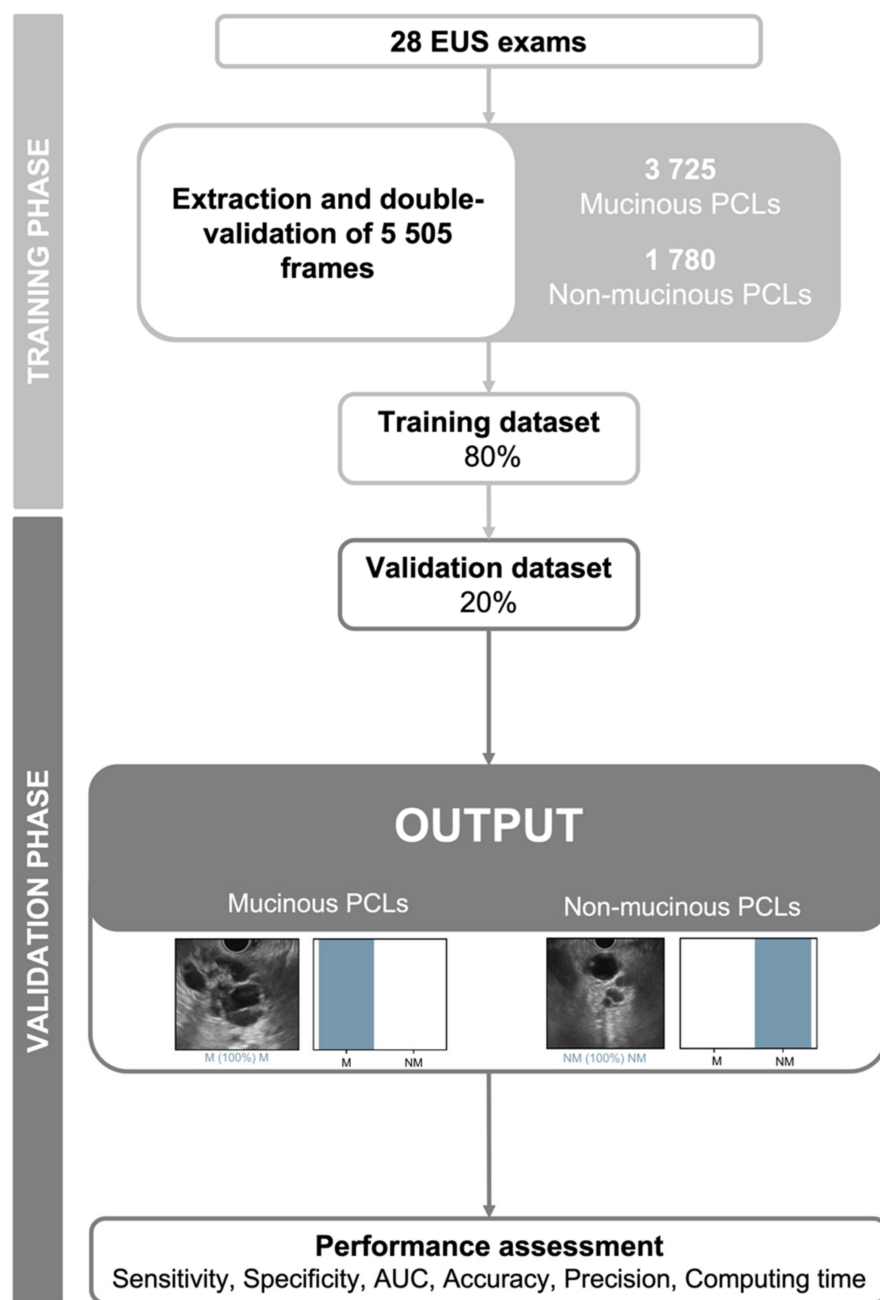 TRAINING PHASE
28 EUS exams
Extraction and double-
validation of 5 505
frames
3 725
Mucinous PCLs
1 780
Non-mucinous PCLs
Training dataset
80%
VALIDATION PHASE
Validation dataset
20%
OUTPUT
Mucinous PCLs
Non-mucinous PCLs
M (100%) M
M
NM
NM (100%) NM
M
NM
Performance assessment
Sensitivity, Specificity, AUC, Accuracy, Precision, Computing time